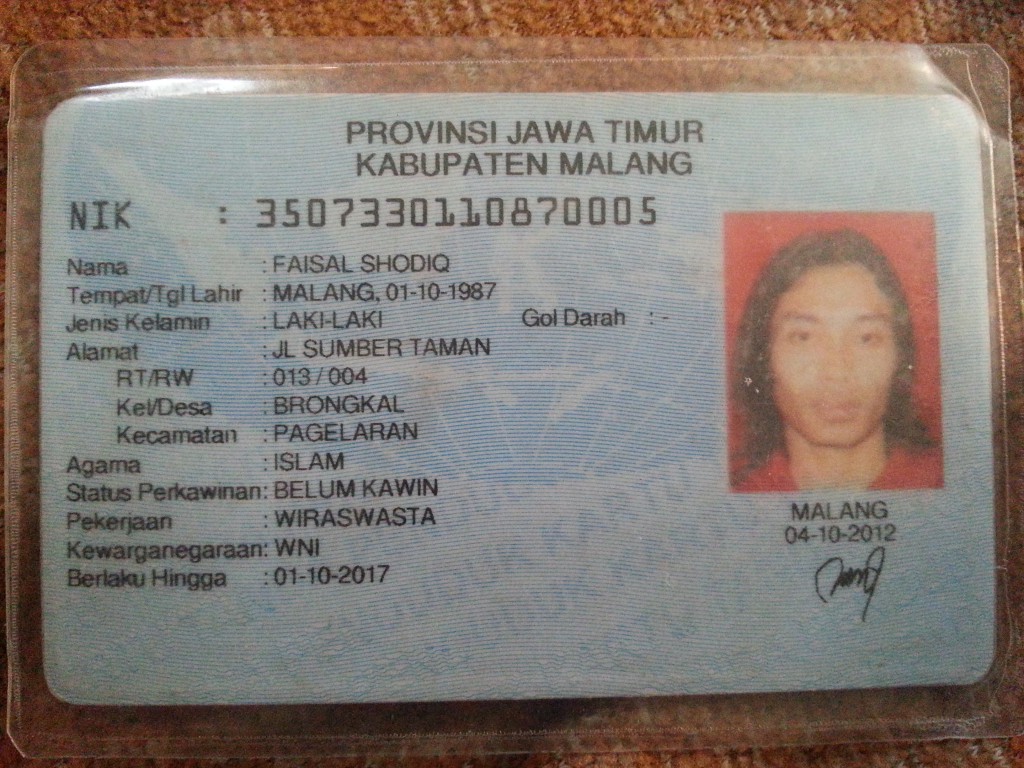 PROVINSI JAWA TIMUR
KABUPATEN MALANG
NIK : 3507330110870005
Nama : FAISAL SHODIQ
Tempat/Tgl Lahir : MALANG, 01-10-1987
Jenis Kelamin : LAKI-LAKI Gol Darah : -
Alamat : JL SUMBER TAMAN
RT/RW : 013 / 004
Kel/Desa : BRONGKAL
Kecamatan : PAGELARAN
Agama : ISLAM
Status Perkawinan: BELUM KAWIN
Pekerjaan : WIRASWASTA
Kewarganegaraan: WNI
Berlaku Hingga : 01-10-2017
MALANG
04-10-2012